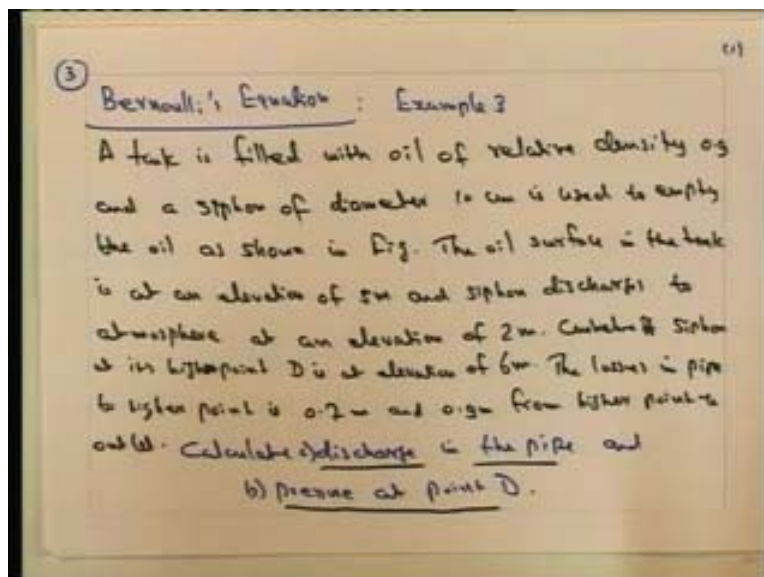 (1)
3
Bernoulli's Equation : Example 3
A tank is filled with oil of relative density 0.9
and a syphon of diameter 10 cm is used to empty
the oil as shown in Fig. The oil surface in the tank
is at an elevation of 5m and siphon discharges to
atmosphere at an elevation of 2m. Centreline of siphon
at its highest point D is at elevation of 6m. The losses in pipe
to highest point is 0.7m and 0.9m from highest point to
outlet. Calculate a) discharge in the pipe and
b) pressure at point D.